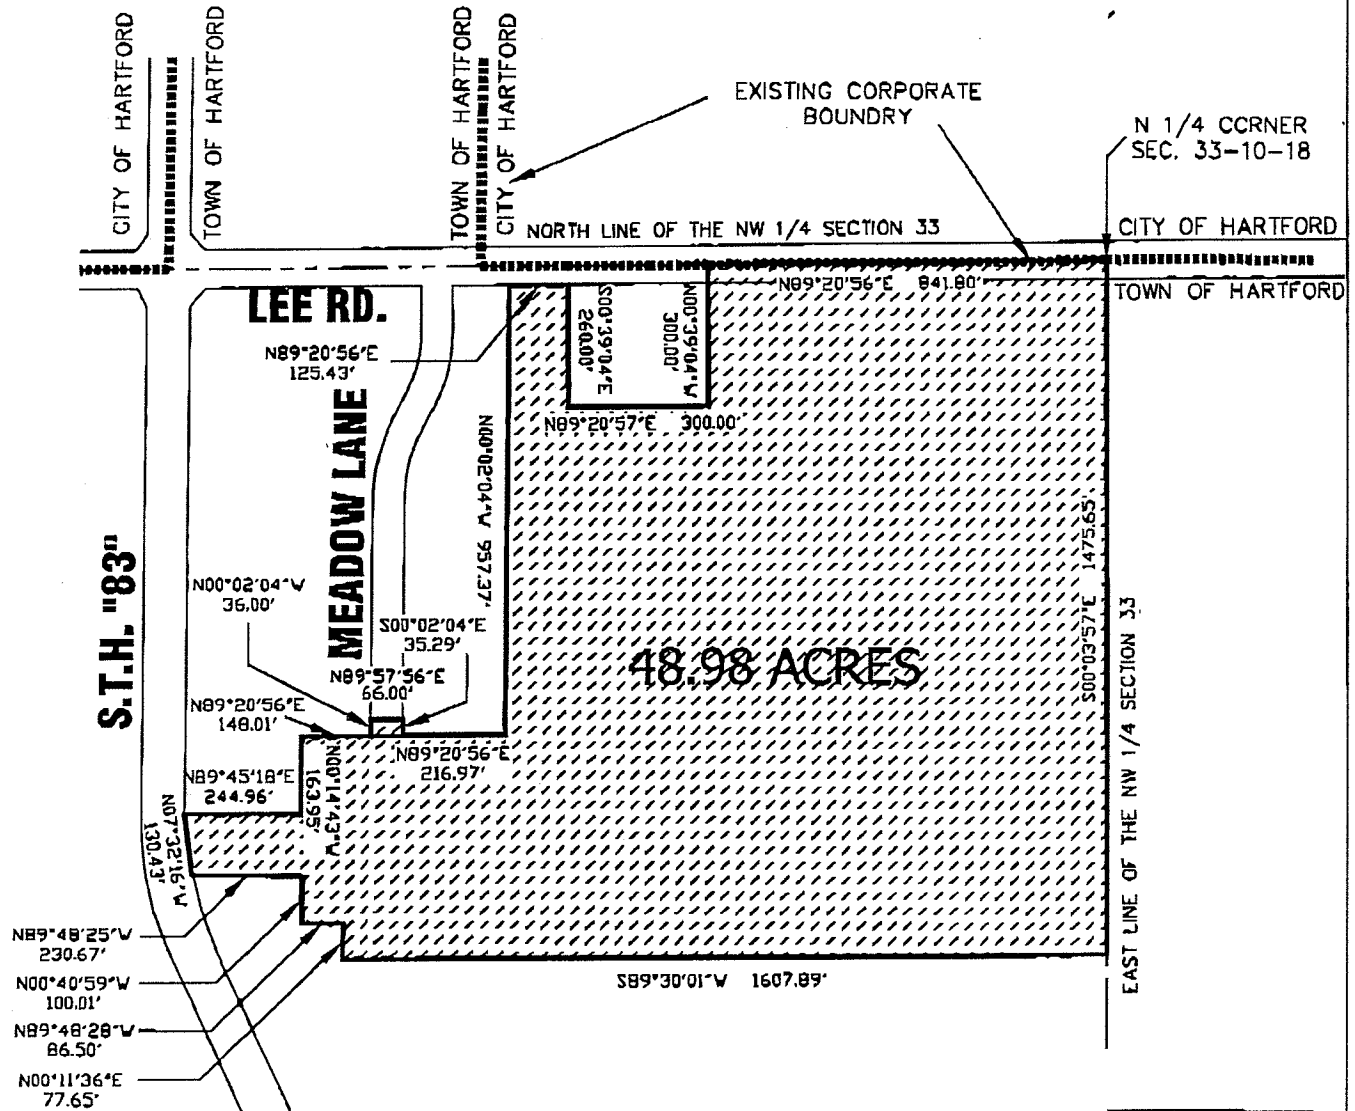 CITY OF HARTFORD
TOWN OF HARTFORD
TOWN OF HARTFORD
CITY OF HARTFORD
EXISTING CORPORATE
BOUNDRY
N 1/4 CCRNER
SEC. 33-10-18
NORTH LINE OF THE NW 1/4 SECTION 33
CITY OF HARTFORD
TOWN OF HARTFORD
N89°20'56"E 841.80'
LEE RD.
N89°20'56"E
125.43'
S00°39'04"E
260.00'
N00°39'04"W
300.00'
N89°20'57"E 300.00'
MEADOW LANE
N00°02'04"W 957.37'
S00°03'57"E 1475.65'
EAST LINE OF THE NW 1/4 SECTION 33
S.T.H. "83"
N00°02'04"W
36.00'
S00°02'04"E
35.29'
N89°57'56"E
66.00'
48.98 ACRES
N89°20'56"E
148.01'
N89°20'56"E
216.97'
N89°45'18"E
244.96'
N00°14'43"W
163.95'
N07°32'16"W
130.43'
N89°48'25"W
230.67'
N00°40'59"W
100.01'
N89°48'28"W
86.50'
N00°11'36"E
77.65'
S89°30'01"W 1607.89'